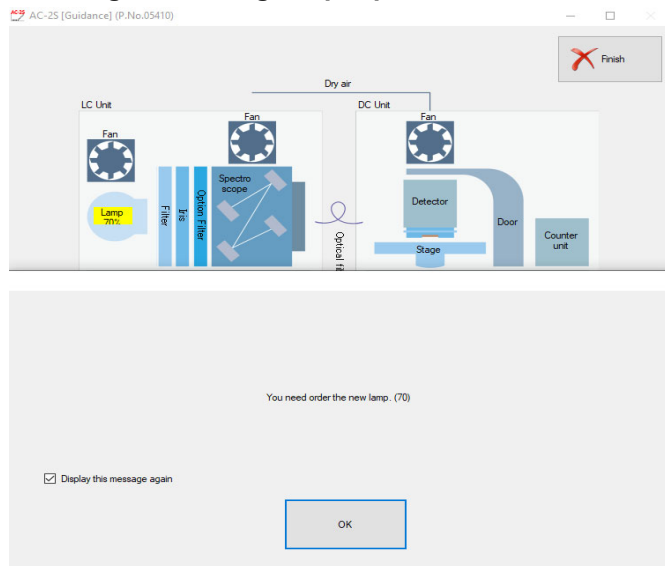 AC-2S [Guidance] (P.No.05410)
Finish
Dry air
LC Unit
DC Unit
Fan
Fan
Fan
Spectro
scope
Lamp
70%
Filter
Iris
Option Filter
Optical fi
Detector
Door
Stage
Counter
unit
You need order the new lamp. (70)
Display this message again
OK